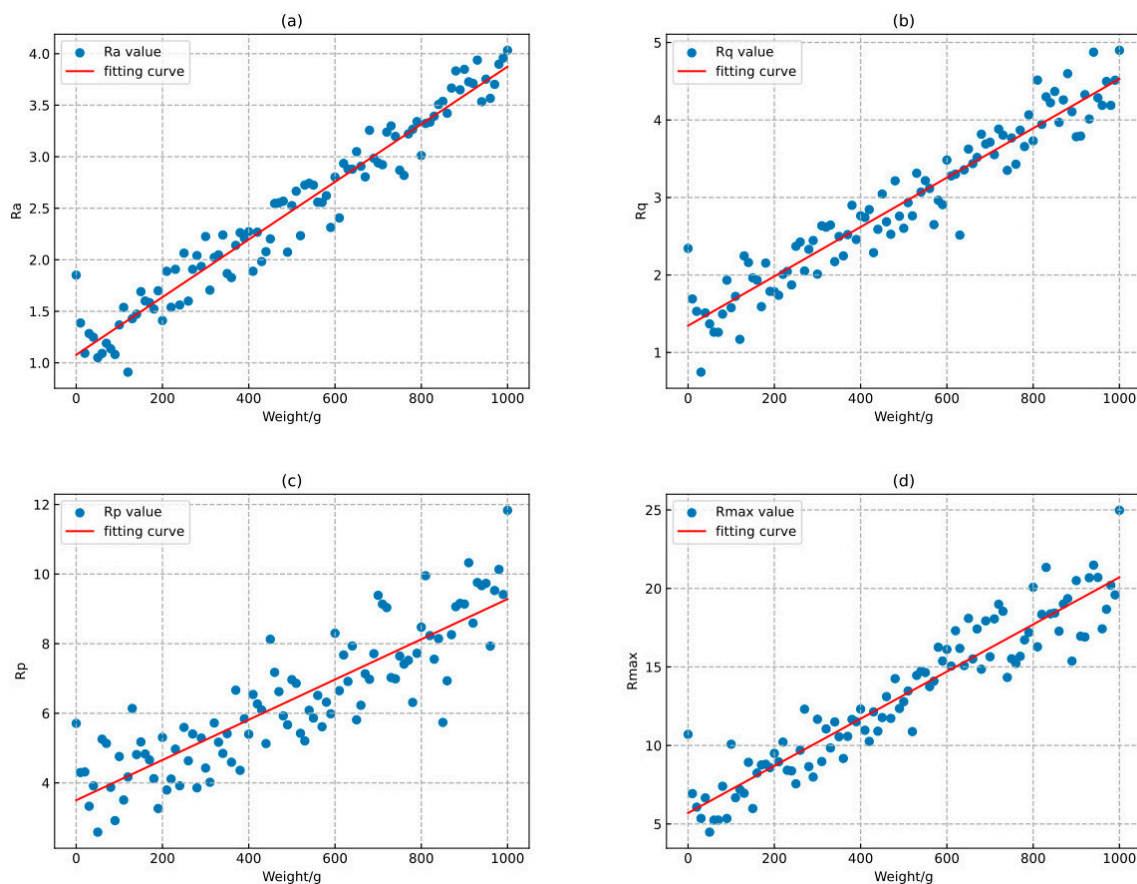 (a)
Ra value
fitting curve
4.0
3.5
3.0
2.5
2.0
1.5
1.0
Ra
0 200 400 600 800 1000
Weight/g
(b)
Rq value
fitting curve
5
4
3
2
1
Rq
0 200 400 600 800 1000
Weight/g
(c)
Rp value
fitting curve
12
10
8
6
4
Rp
0 200 400 600 800 1000
Weight/g
(d)
Rmax value
fitting curve
25
20
15
10
5
Rmax
0 200 400 600 800 1000
Weight/g